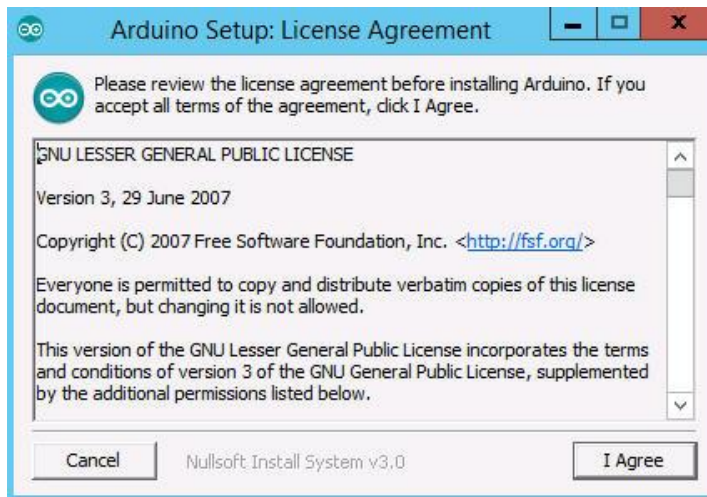 Arduino Setup: License Agreement
Please review the license agreement before installing Arduino. If you
accept all terms of the agreement, click I Agree.
GNU LESSER GENERAL PUBLIC LICENSE
Version 3, 29 June 2007
Copyright (C) 2007 Free Software Foundation, Inc. <http://fsf.org/>
Everyone is permitted to copy and distribute verbatim copies of this license
document, but changing it is not allowed.
This version of the GNU Lesser General Public License incorporates the terms
and conditions of version 3 of the GNU General Public License, supplemented
by the additional permissions listed below.
Cancel
Nullsoft Install System v3.0
I Agree